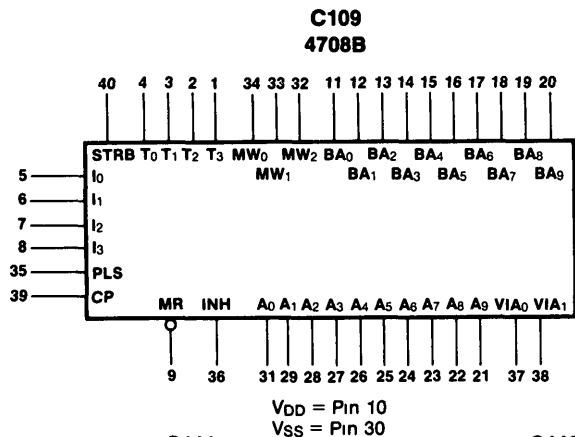 C109
4708B
40 4 3 2 1 34 33 32 11 12 13 14 15 16 17 18 19 20
STRB T0 T1 T2 T3 MW0 MW2 BA0 BA2 BA4 BA6 BA8
MW1 BA1 BA3 BA5 BA7 BA9
5 I0
6 I1
7 I2
8 I3
35 PLS
39 CP
MR INH A0 A1 A2 A3 A4 A5 A6 A7 A8 A9 VIA0 VIA1
9 36 31 29 28 27 26 25 24 23 22 21 37 38
VDD = Pin 10
VSS = Pin 30